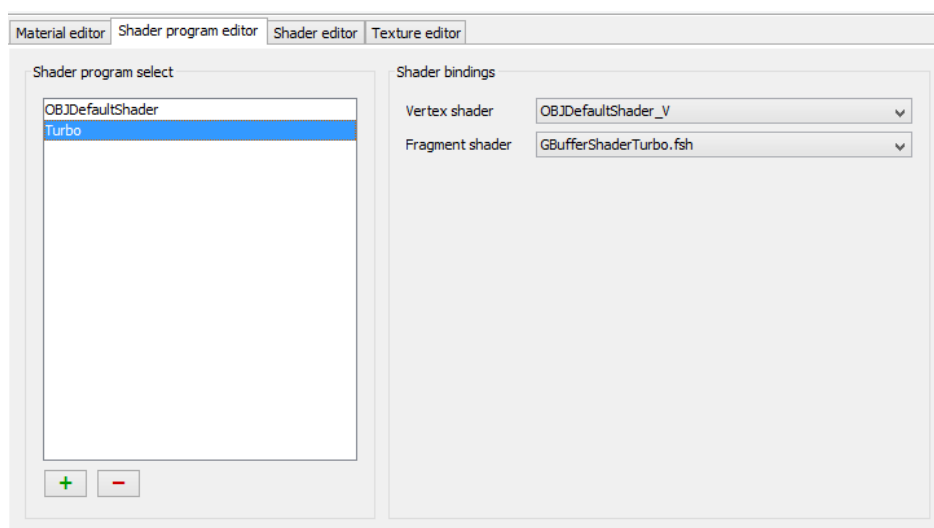 Material editor Shader program editor Shader editor Texture editor
Shader program select
OBJDefaultShader
Turbo
Shader bindings
Vertex shader OBJDefaultShader_V
Fragment shader GBufferShaderTurbo.fsh